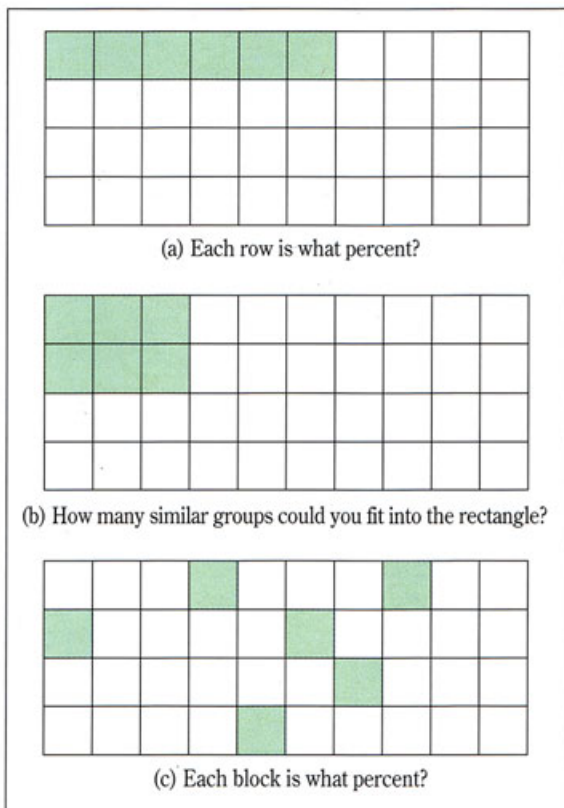 (a) Each row is what percent?
(b) How many similar groups could you fit into the rectangle?
(c) Each block is what percent?